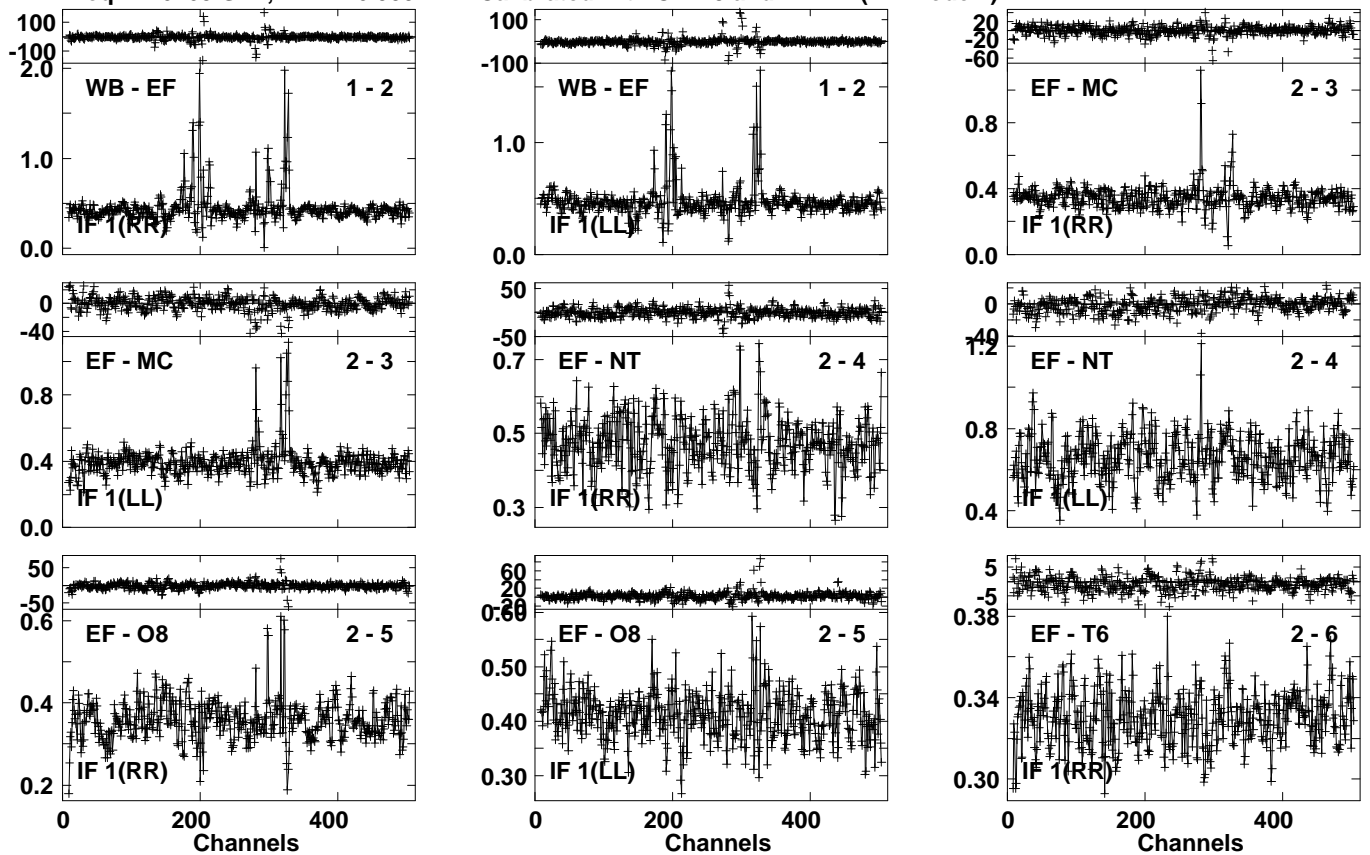 100
-100
2.0
1.0
0.0
WB - EF 1 - 2
IF 1(RR)
100
-100
1.0
0.0
WB - EF 1 - 2
IF 1(LL)
20
-20
-60
0.8
0.4
0.0
EF - MC 2 - 3
IF 1(RR)
0
-40
0.8
0.4
0.0
EF - MC 2 - 3
IF 1(LL)
50
-50
0.7
0.5
0.3
EF - NT 2 - 4
IF 1(RR)
0
-40
1.2
0.8
0.4
EF - NT 2 - 4
IF 1(LL)
50
-50
0.6
0.4
0.2
EF - O8 2 - 5
IF 1(RR)
0 200 400
Channels
60
20
-20
0.60
0.50
0.40
0.30
EF - O8 2 - 5
IF 1(LL)
0 200 400
Channels
5
-5
0.38
0.34
0.30
EF - T6 2 - 6
IF 1(RR)
0 200 400
Channels